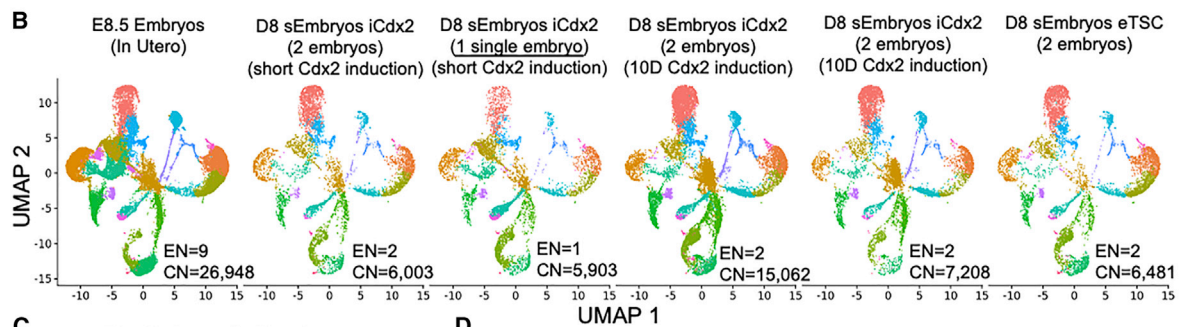 B
E8.5 Embryos
(In Utero)
D8 sEmbryos iCdx2
(2 embryos)
(short Cdx2 induction)
D8 sEmbryos iCdx2
(1 single embryo)
(short Cdx2 induction)
D8 sEmbryos iCdx2
(2 embryos)
(10D Cdx2 induction)
D8 sEmbryos iCdx2
(2 embryos)
(10D Cdx2 induction)
D8 sEmbryos eTSC
(2 embryos)
UMAP 2
10
5
0
-5
-10
-15
EN=9
CN=26,948
EN=2
CN=6,003
EN=1
CN=5,903
EN=2
CN=15,062
EN=2
CN=7,208
EN=2
CN=6,481
-10 -5 0 5 10 15
-10 -5 0 5 10 15
-10 -5 0 5 10 15
-10 -5 0 5 10 15
-10 -5 0 5 10 15
-10 -5 0 5 10 15
UMAP 1
C
D